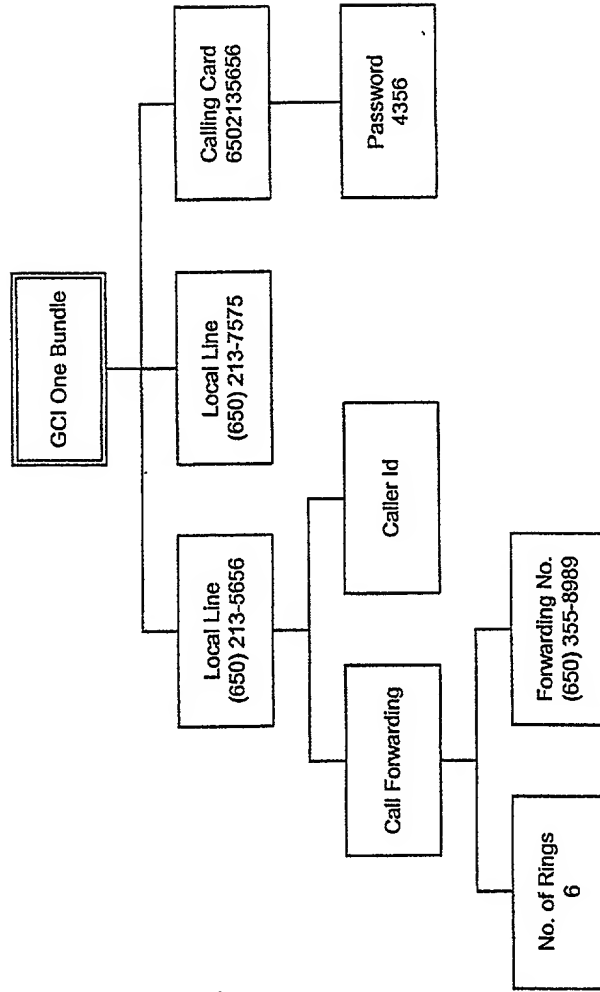 GCI One Bundle
Local Line
(650) 213-5656
Local Line
(650) 213-7575
Calling Card
6502135656
Call Forwarding
Caller Id
Password
4356
No. of Rings
6
Forwarding No.
(650) 355-8989